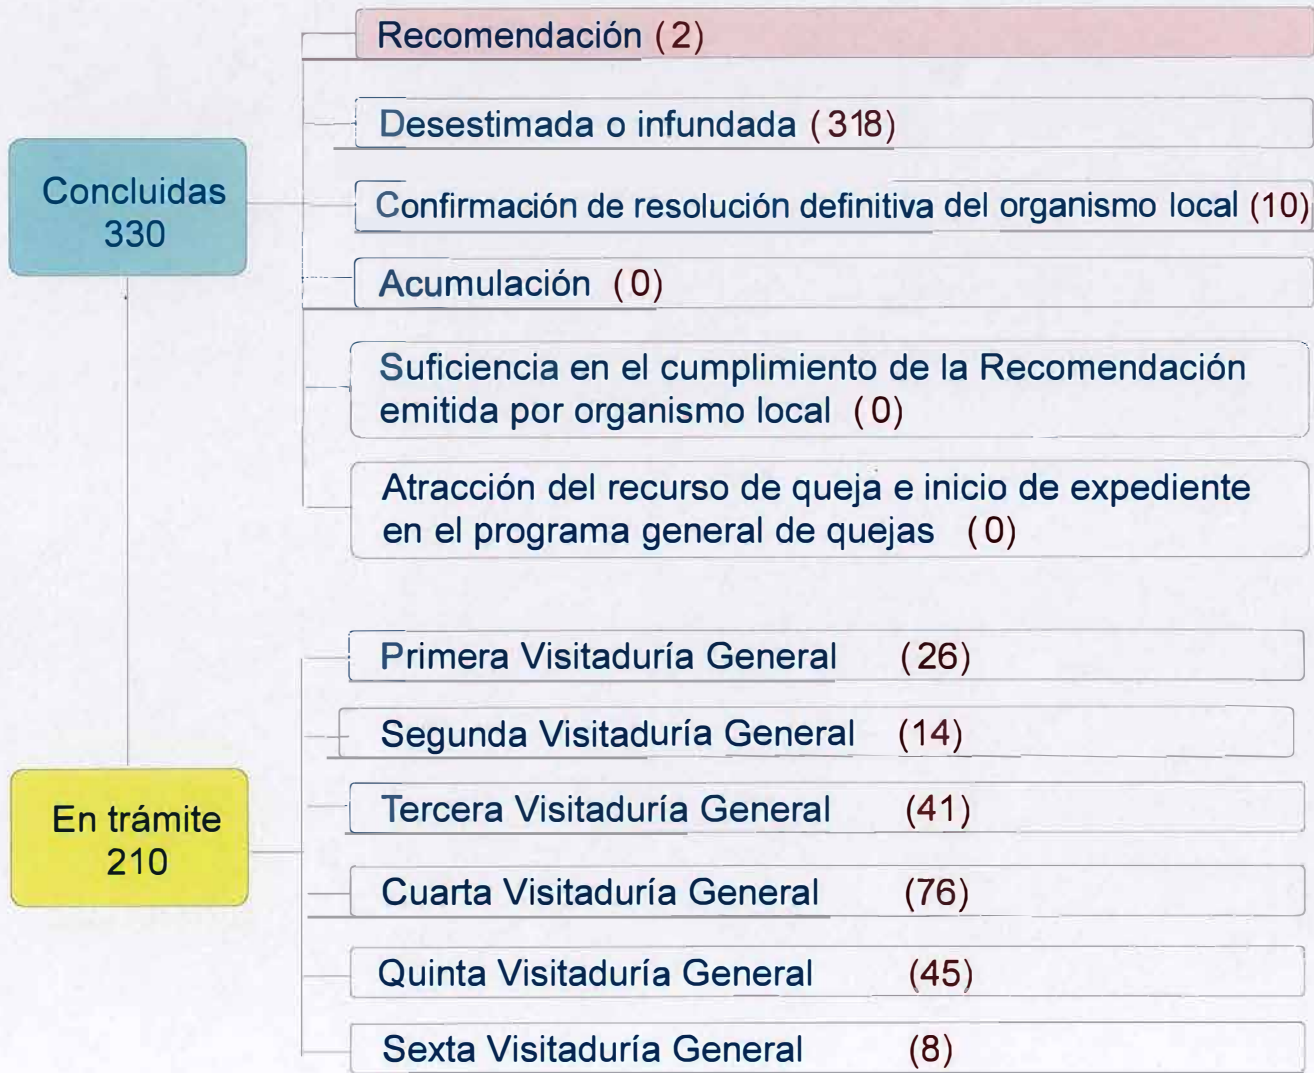 Recomendación (2)
Desestimada o infundada (318)
Concluidas
330
Confirmación de resolución definitiva del organismo local (10)
Acumulación (0)
Suficiencia en el cumplimiento de la Recomendación
emitida por organismo local (0)
Atracción del recurso de queja e inicio de expediente
en el programa general de quejas (0)
En trámite
210
Primera Visitaduría General (26)
Segunda Visitaduría General (14)
Tercera Visitaduría General (41)
Cuarta Visitaduría General (76)
Quinta Visitaduría General (45)
Sexta Visitaduría General (8)